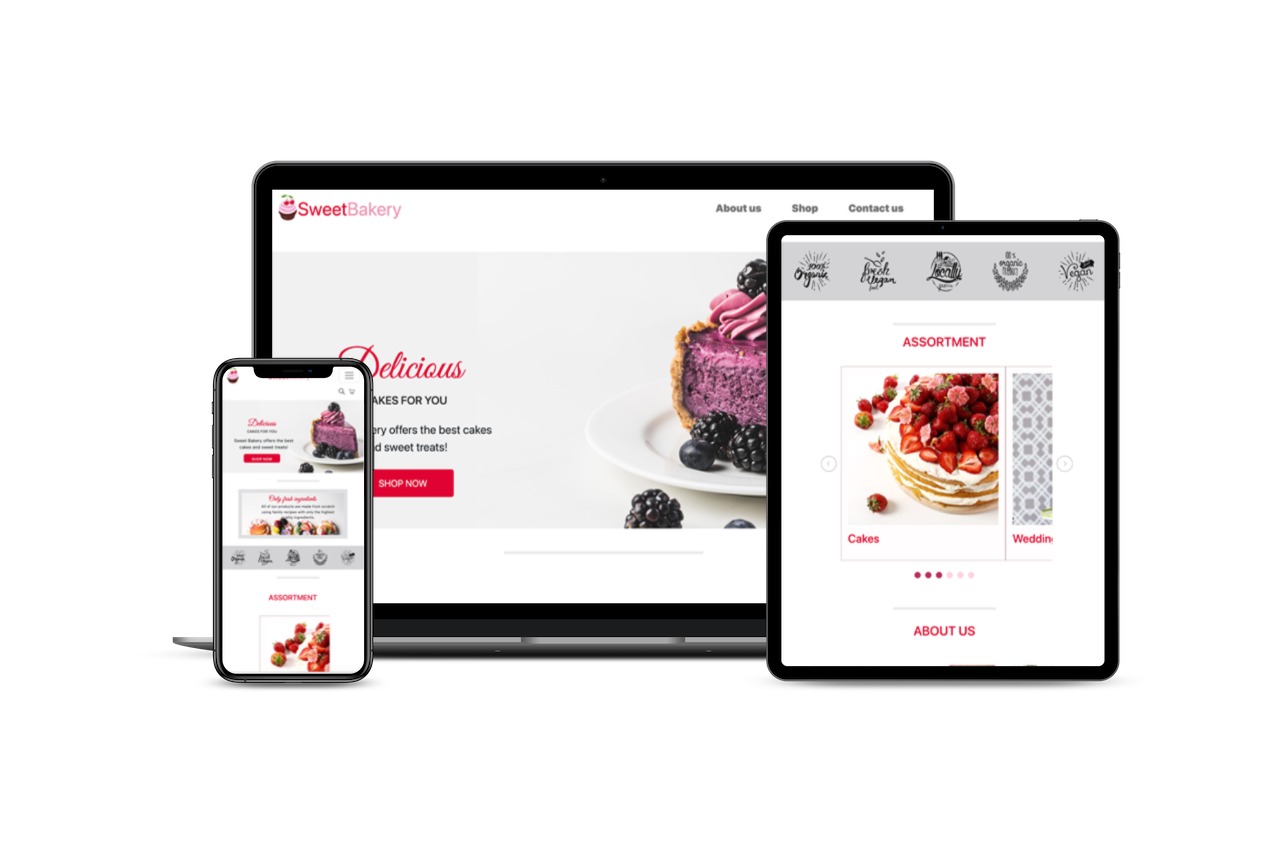 SweetBakery
About us Shop Contact us
Delicious
AKES FOR YOU
ery offers the best cakes
d sweet treats!
SHOP NOW
Delicious
CAKES FOR YOU
Sweet Bakery offers the best
cakes and sweet treats!
SHOP NOW
Only fresh ingredients
All of our products are made from scratch
using family recipes with only the highest
quality ingredients.
ASSORTMENT
100% Organic
fresh Vegan food
Locally
100% organic
Vegan
ASSORTMENT
Cakes
Wedding
ABOUT US